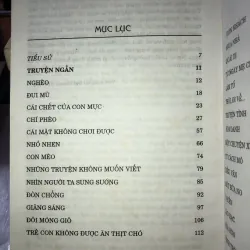 MỤC LỤC
TIỂU SỬ 7
TRUYỆN NGẮN 11
NGHÈO 12
ĐUI MÙ 18
CÁI CHẾT CỦA CON MỰC 23
CHÍ PHÈO 31
CÁI MẶT KHÔNG CHƠI ĐƯỢC 57
NHỎ NHEN 66
CON MÈO 74
NHỮNG TRUYỆN KHÔNG MUỐN VIẾT 79
NHÌN NGƯỜI TA SUNG SƯỚNG 85
ĐÒN CHỒNG 92
GIĂNG SÁNG 97
ĐÔI MÓNG GIÒ 106
TRẺ CON KHÔNG ĐƯỢC ĂN THỊT CHÓ 112